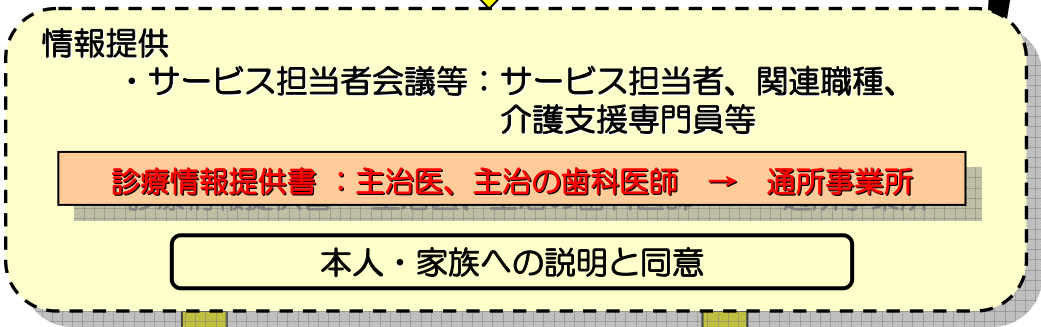 情報提供
・サービス担当者会議等：サービス担当者、関連職種、
介護支援専門員等
診療情報提供書 ：主治医、主治の歯科医師 → 通所事業所
本人・家族への説明と同意